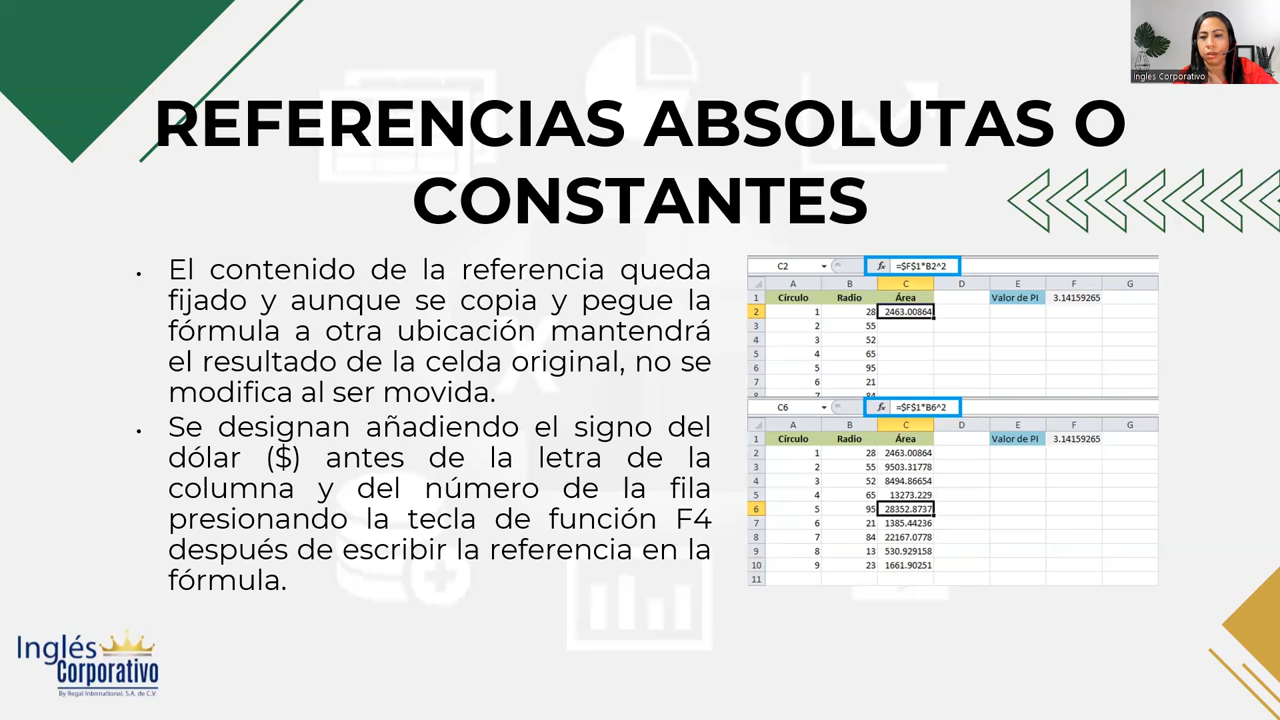 Ingles Corporativo
REFERENCIAS ABSOLUTAS O
CONSTANTES
• El contenido de la referencia queda
fijado y aunque se copia y pegue la
fórmula a otra ubicación mantendrá
el resultado de la celda original, no se
modifica al ser movida.
• Se designan añadiendo el signo del
dólar ($) antes de la letra de la
columna y del número de la fila
presionando la tecla de función F4
después de escribir la referencia en la
fórmula.
C2 fx =$F$1*B2^2
A B C D E F G
1 Círculo Radio Área Valor de PI 3.14159265
2 1 28 2463.00864
3 2 55
4 3 52
5 4 65
6 5 95
7 6 21
8 7 84
C6 fx =$F$1*B6^2
A B C D E F G
1 Círculo Radio Área Valor de PI 3.14159265
2 1 28 2463.00864
3 2 55 9503.31778
4 3 52 8494.86654
5 4 65 13273.229
6 5 95 28352.8737
7 6 21 1385.44236
8 7 84 22167.0778
9 8 13 530.929158
10 9 23 1661.90251
11
Inglés
Corporativo
By Regal International, S.A. de C.V.